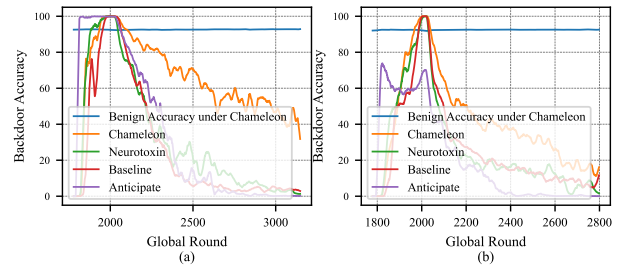 Backdoor Accuracy
100
80
60
40
20
0
Benign Accuracy under Chameleon
Chameleon
Neurotoxin
Baseline
Anticipate
2000
2500
3000
Global Round
(a)
Backdoor Accuracy
100
80
60
40
20
0
Benign Accuracy under Chameleon
Chameleon
Neurotoxin
Baseline
Anticipate
1800
2000
2200
2400
2600
2800
Global Round
(b)